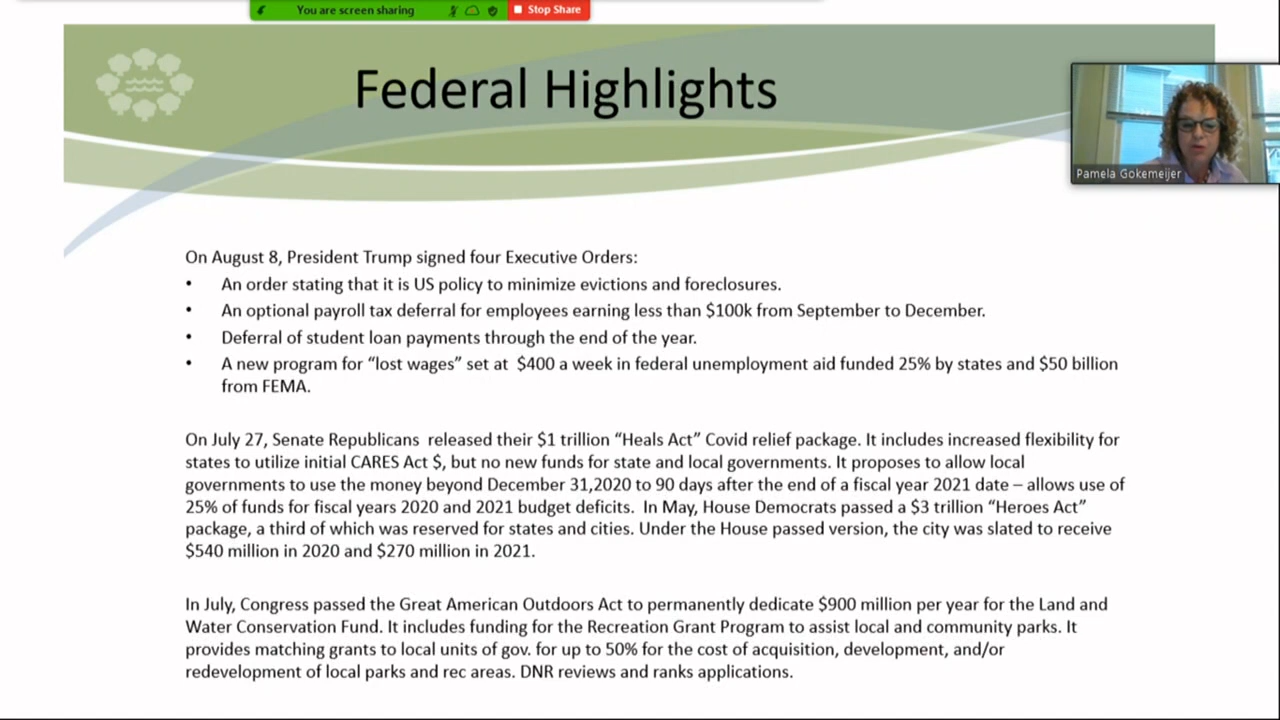 You are screen sharing
Stop Share
Federal Highlights
Pamela Gokemeijer
On August 8, President Trump signed four Executive Orders:
• An order stating that it is US policy to minimize evictions and foreclosures.
• An optional payroll tax deferral for employees earning less than $100k from September to December.
• Deferral of student loan payments through the end of the year.
• A new program for “lost wages” set at $400 a week in federal unemployment aid funded 25% by states and $50 billion
from FEMA.
On July 27, Senate Republicans released their $1 trillion “Heals Act” Covid relief package. It includes increased flexibility for
states to utilize initial CARES Act $, but no new funds for state and local governments. It proposes to allow local
governments to use the money beyond December 31,2020 to 90 days after the end of a fiscal year 2021 date – allows use of
25% of funds for fiscal years 2020 and 2021 budget deficits. In May, House Democrats passed a $3 trillion “Heroes Act”
package, a third of which was reserved for states and cities. Under the House passed version, the city was slated to receive
$540 million in 2020 and $270 million in 2021.
In July, Congress passed the Great American Outdoors Act to permanently dedicate $900 million per year for the Land and
Water Conservation Fund. It includes funding for the Recreation Grant Program to assist local and community parks. It
provides matching grants to local units of gov. for up to 50% for the cost of acquisition, development, and/or
redevelopment of local parks and rec areas. DNR reviews and ranks applications.